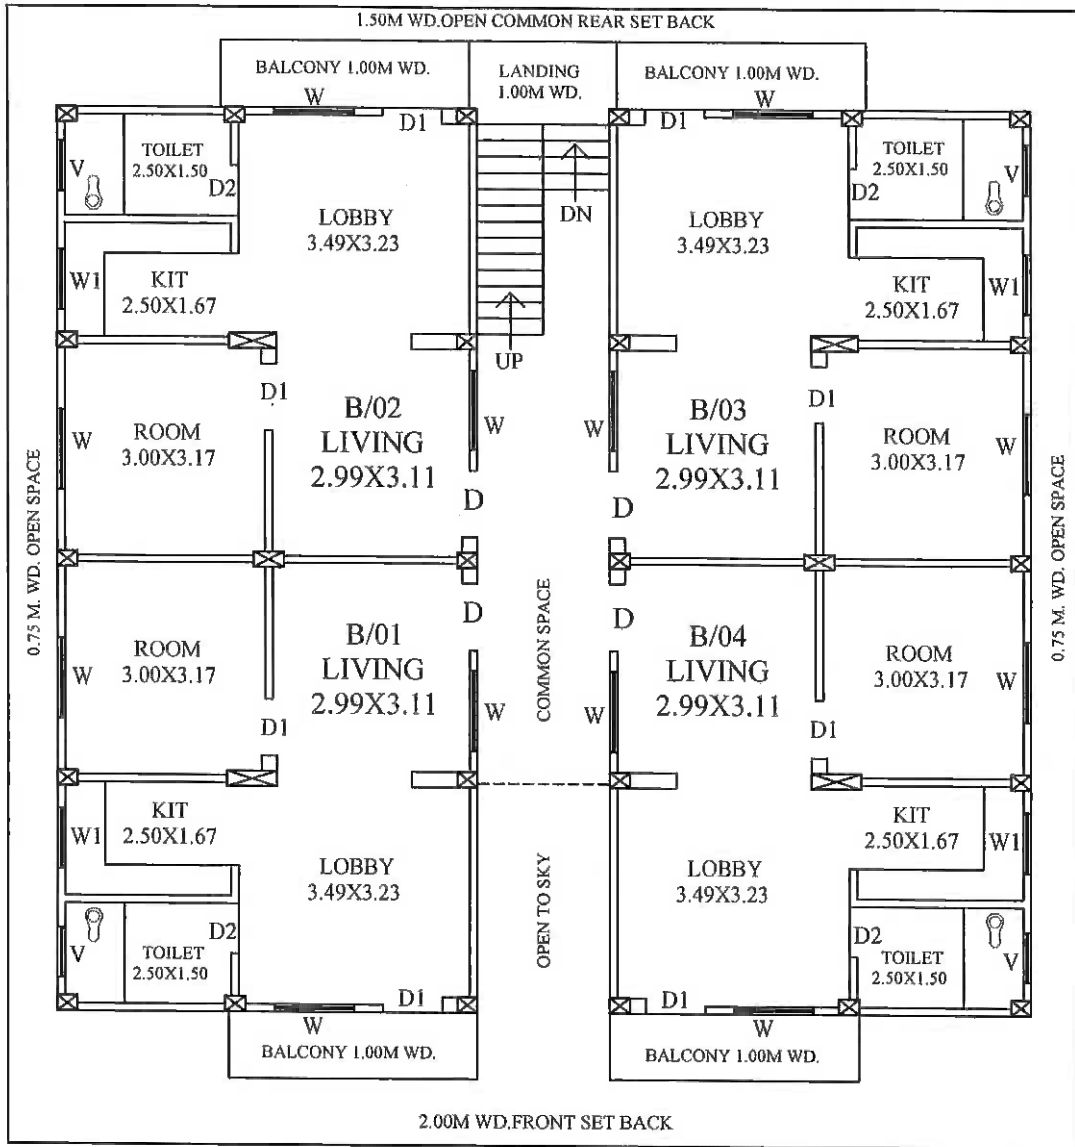 1.50M WD.OPEN COMMON REAR SET BACK
BALCONY 1.00M WD.
LANDING
1.00M WD.
BALCONY 1.00M WD.
W
W
D1
D1
TOILET
2.50X1.50
TOILET
2.50X1.50
V
V
D2
D2
LOBBY
3.49X3.23
DN
LOBBY
3.49X3.23
W1
KIT
2.50X1.67
KIT
2.50X1.67
W1
UP
D1
D1
B/02
LIVING
2.99X3.11
B/03
LIVING
2.99X3.11
W
ROOM
3.00X3.17
W
W
ROOM
3.00X3.17
W
D
D
0.75 M. WD. OPEN SPACE
0.75 M. WD. OPEN SPACE
COMMON SPACE
D
D
B/01
LIVING
2.99X3.11
B/04
LIVING
2.99X3.11
W
ROOM
3.00X3.17
W
W
ROOM
3.00X3.17
W
D1
D1
W1
KIT
2.50X1.67
KIT
2.50X1.67
W1
LOBBY
3.49X3.23
LOBBY
3.49X3.23
OPEN TO SKY
D2
D2
V
TOILET
2.50X1.50
TOILET
2.50X1.50
V
D1
D1
W
W
BALCONY 1.00M WD.
BALCONY 1.00M WD.
2.00M WD.FRONT SET BACK